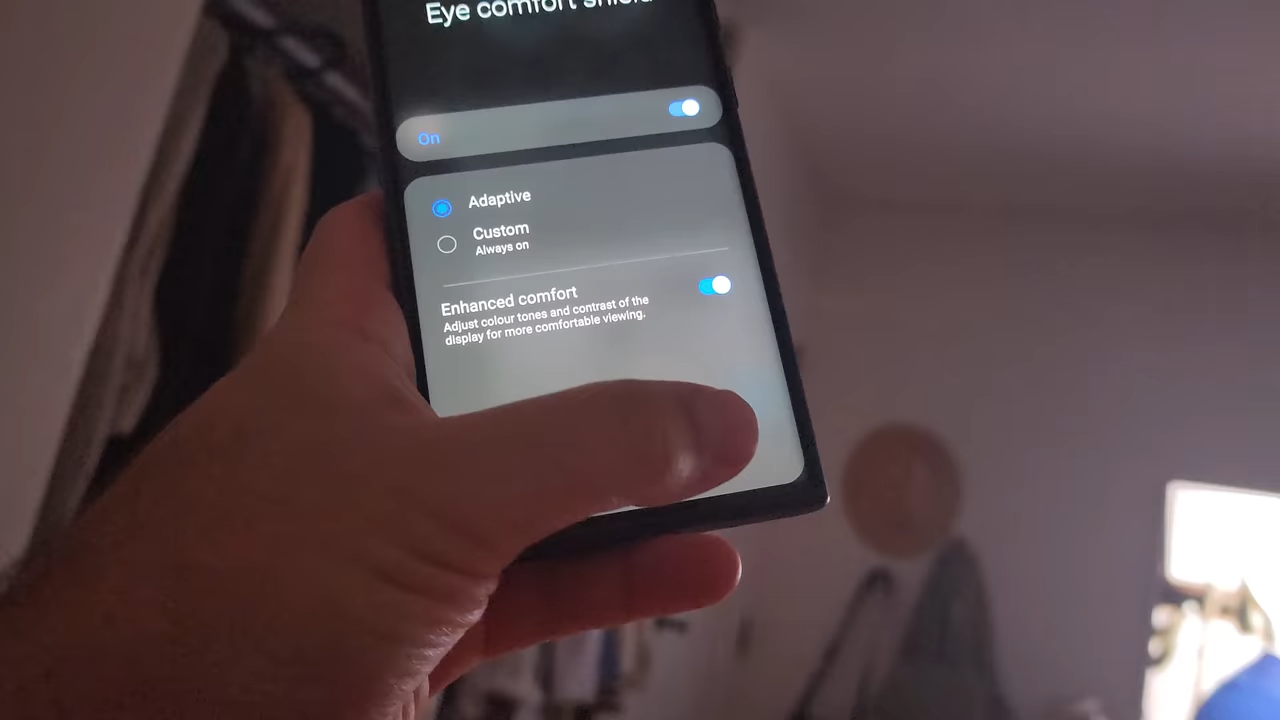 Eye comfort shield
On
Adaptive
Custom
Always on
Enhanced comfort
Adjust colour tones and contrast of the
display for more comfortable viewing.